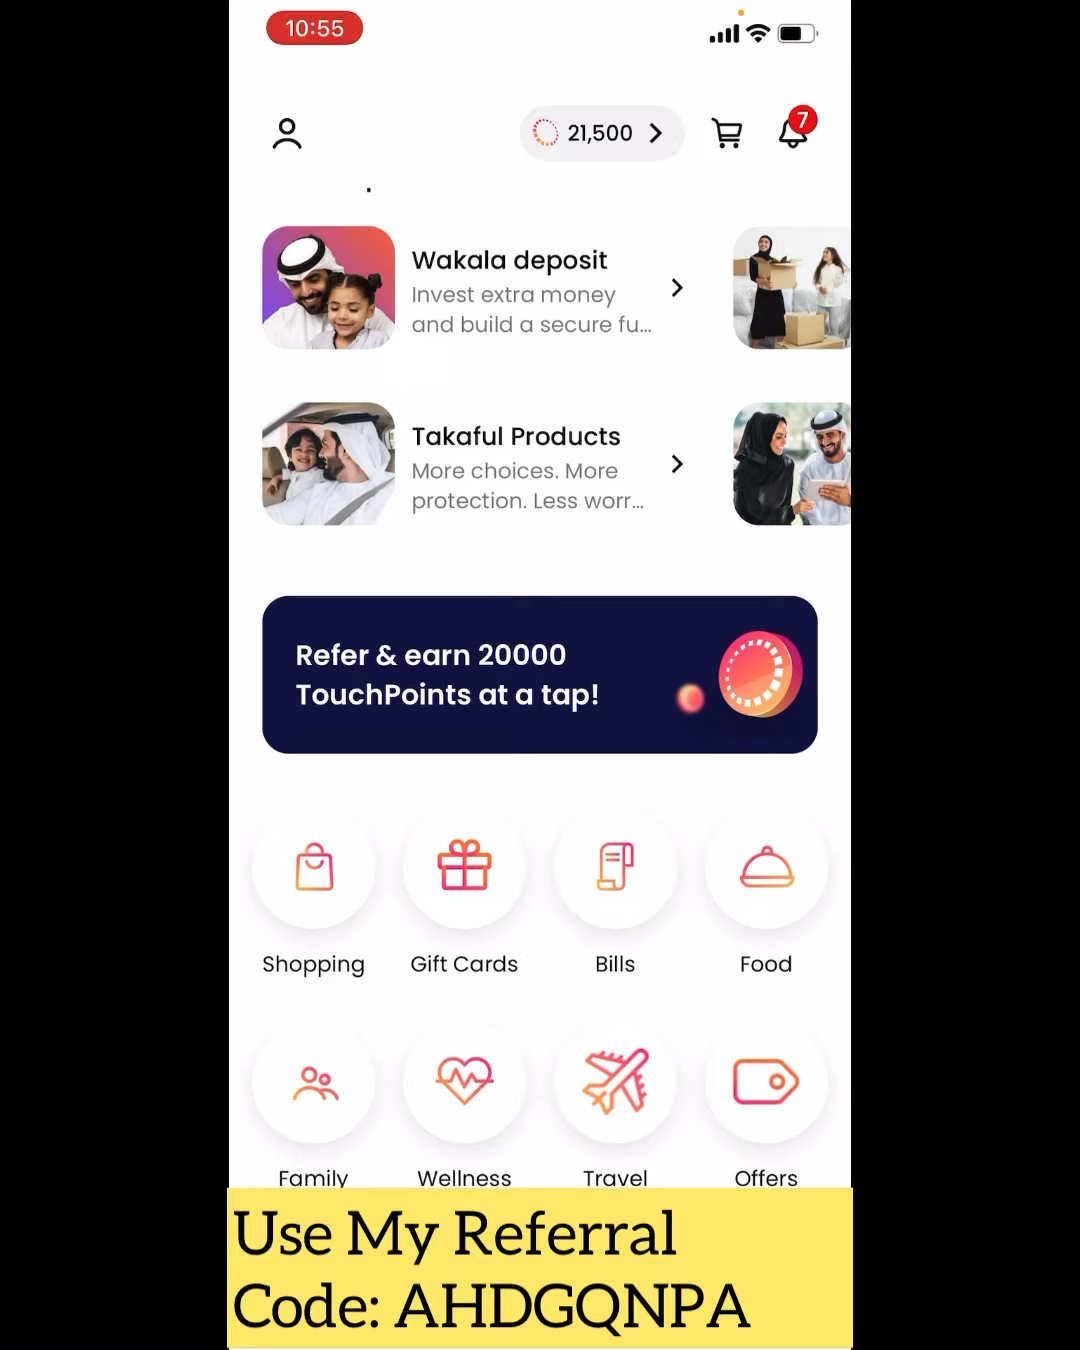 10:55
21,500
7
Wakala deposit
Invest extra money
and build a secure fu...
Takaful Products
More choices. More
protection. Less worr...
Refer & earn 20000
TouchPoints at a tap!
Shopping
Gift Cards
Bills
Food
Family
Wellness
Travel
Offers
Use My Referral
Code: AHDGQNPA